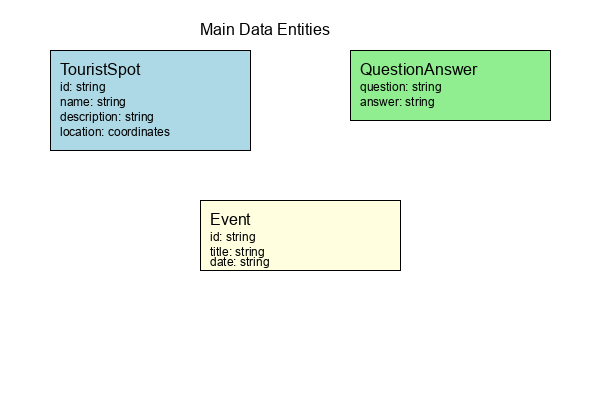 Main Data Entities
TouristSpot
id: string
name: string
description: string
location: coordinates
QuestionAnswer
question: string
answer: string
Event
id: string
title: string
date: string